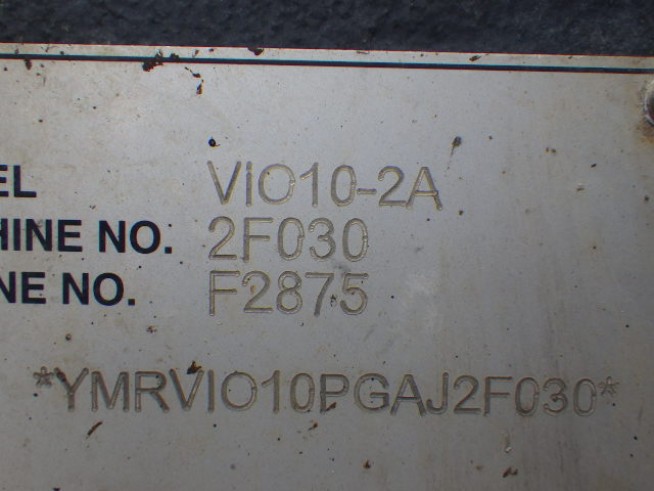 EL ViO10-2A
HINE NO. 2F030
NE NO. F2875
*YMRVIO10PGAJ2F030*